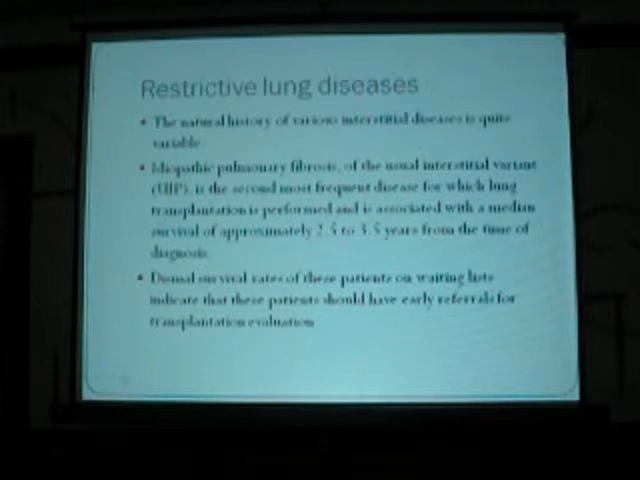 Restrictive lung diseases
• The natural history of various interstitial diseases is quite
variable.
• Idiopathic pulmonary fibrosis, of the usual interstitial variant
(UIP), is the second most frequent disease for which lung
transplantation is performed and is associated with a median
survival of approximately 2.5 to 3.5 years from the time of
diagnosis.
• Dismal survival rates of these patients on waiting lists
indicate that these patients should have early referrals for
transplantation evaluation